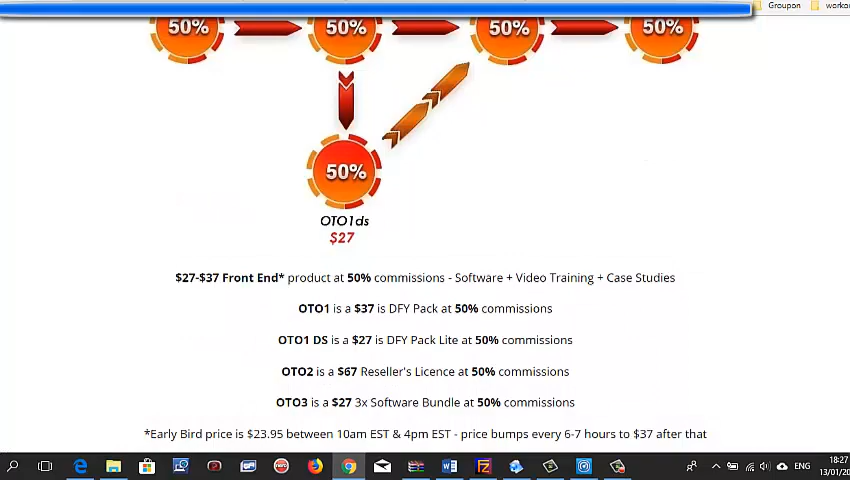 Groupon
50% 50% 50% 50%
50%
OTO1ds
$27
$27-$37 Front End* product at 50% commissions - Software + Video Training + Case Studies
OTO1 is a $37 is DFY Pack at 50% commissions
OTO1 DS is a $27 is DFY Pack Lite at 50% commissions
OTO2 is a $67 Reseller's Licence at 50% commissions
OTO3 is a $27 3x Software Bundle at 50% commissions
*Early Bird price is $23.95 between 10am EST & 4pm EST - price bumps every 6-7 hours to $37 after that
ENG
18:27